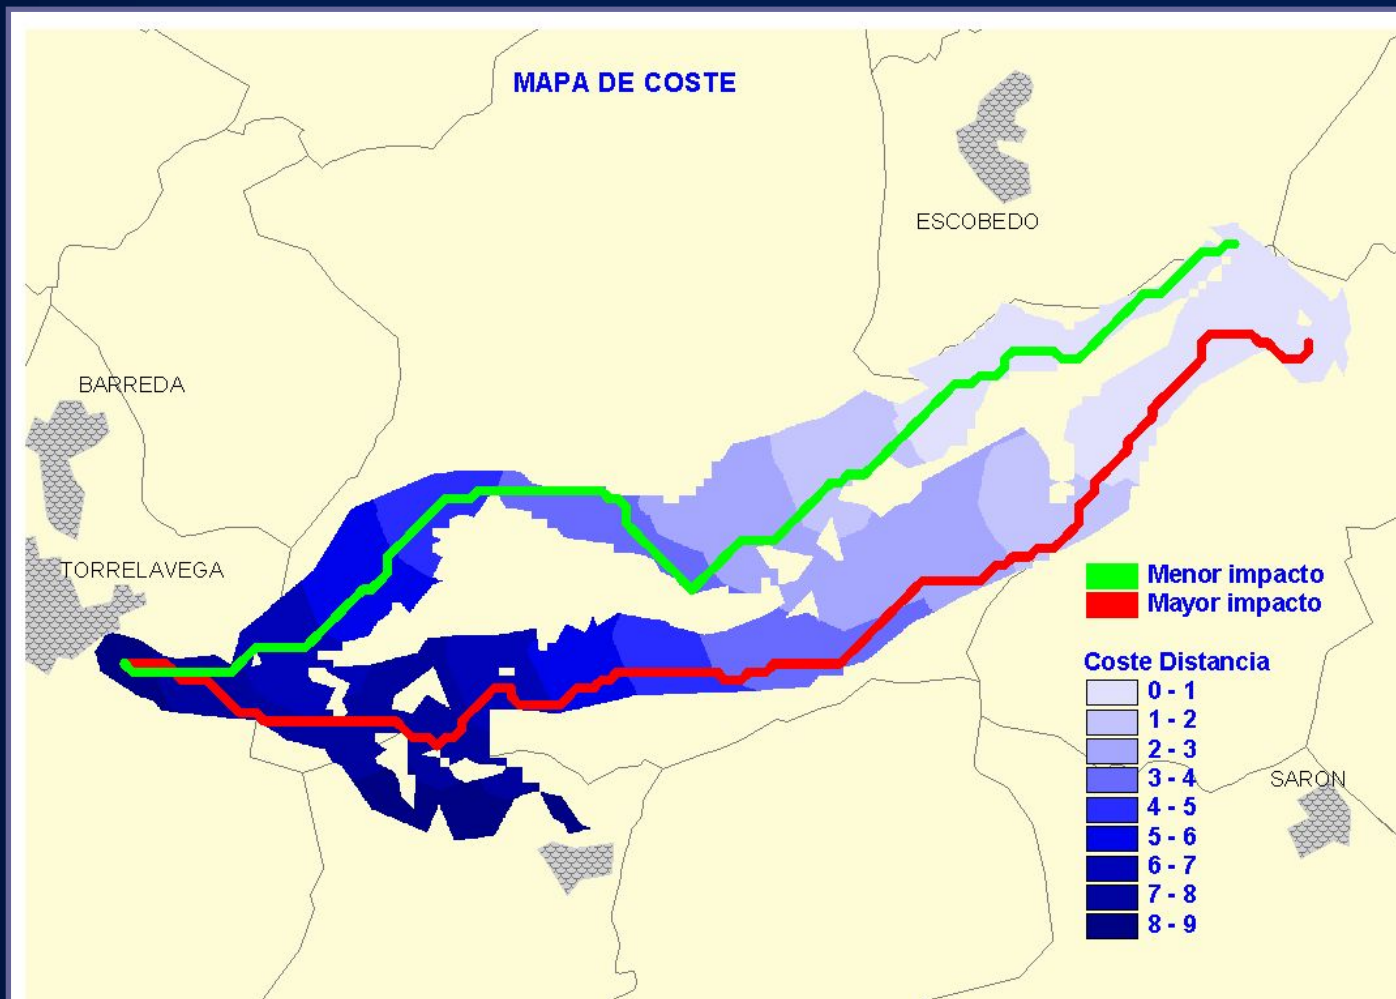 MAPA DE COSTE
ESCOBEDO
BARREDA
TORRELAVEGA
Menor impacto
Mayor impacto
Coste Distancia
0 - 1
1 - 2
2 - 3
3 - 4
4 - 5
5 - 6
6 - 7
7 - 8
8 - 9
SARON